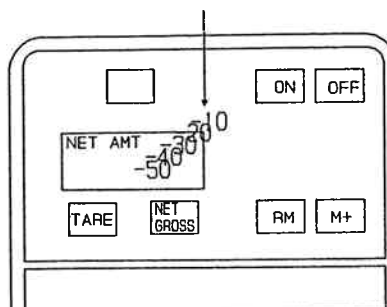 ON OFF
-10
-20
-30
NET AMT -40
-50
TARE NET GROSS RM M+